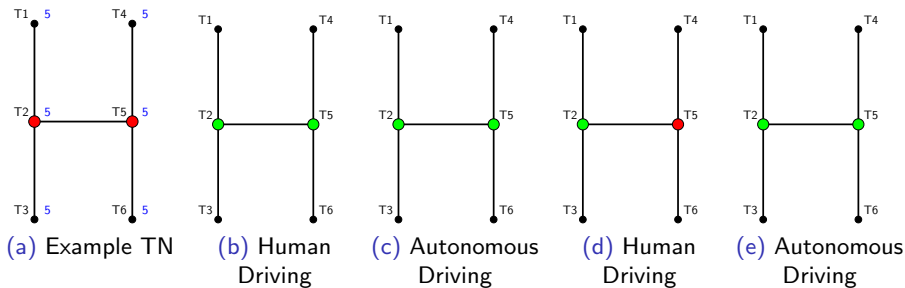 T1 5 T4 5
T2 5 T5 5
T3 5 T6 5
(a) Example TN
T1 T4
T2 T5
T3 T6
(b) Human
Driving
T1 T4
T2 T5
T3 T6
(c) Autonomous
Driving
T1 T4
T2 T5
T3 T6
(d) Human
Driving
T1 T4
T2 T5
T3 T6
(e) Autonomous
Driving